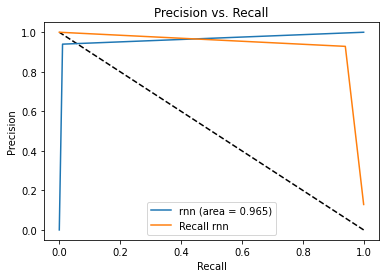 Precision vs. Recall
1.0
0.8
0.6
0.4
0.2
0.0
Precision
rnn (area = 0.965)
Recall rnn
0.0 0.2 0.4 0.6 0.8 1.0
Recall